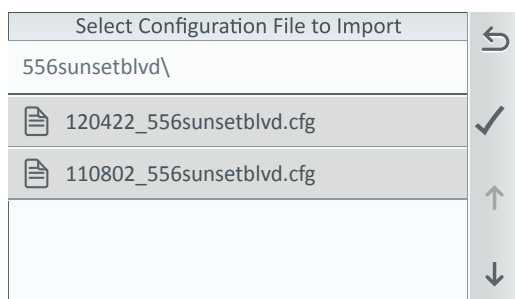 Select Configuration File to Import
556sunsetblvd\
120422_556sunsetblvd.cfg
110802_556sunsetblvd.cfg